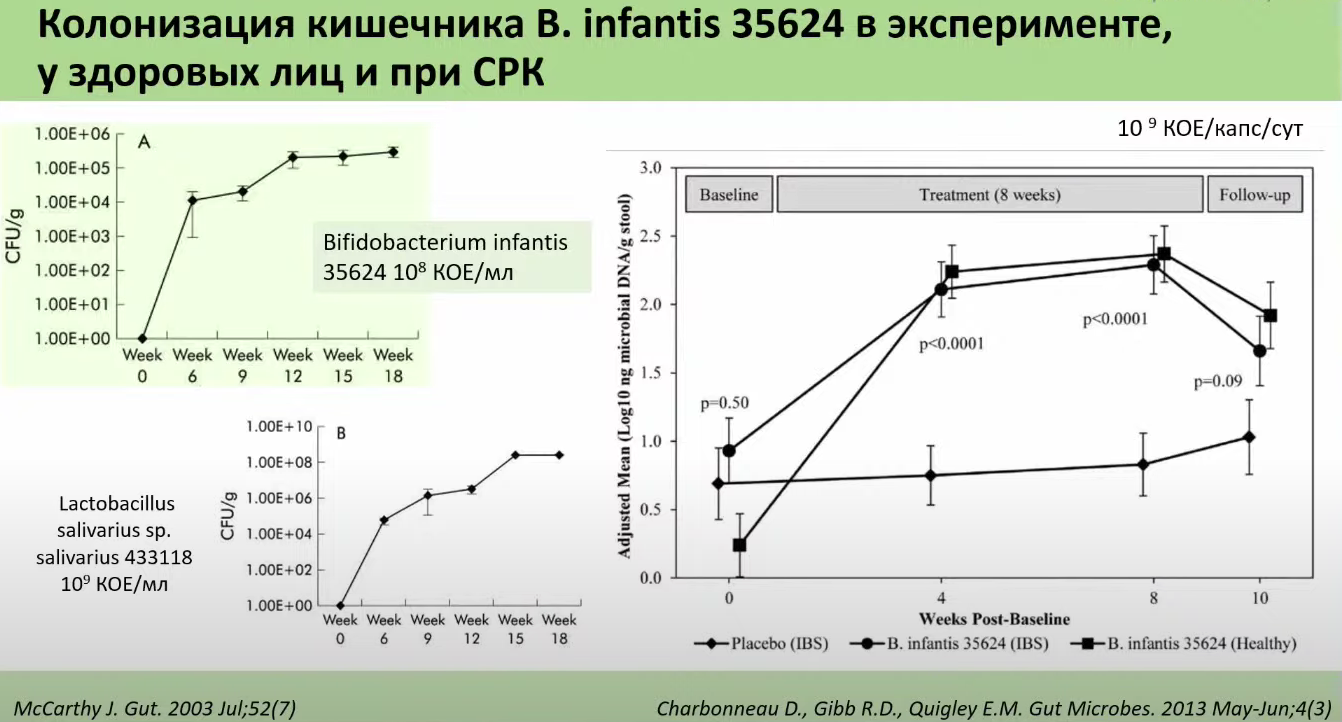 Колонизация кишечника B. infantis 35624 в эксперименте,
у здоровых лиц и при СРК
1.00E+06
1.00E+05
1.00E+04
1.00E+03
1.00E+02
1.00E+01
1.00E+00
CFU/g
A
Week Week Week Week Week Week
0 6 9 12 15 18
Bifidobacterium infantis
35624 10⁸ КОЕ/мл
1.00E+10
1.00E+08
1.00E+06
1.00E+04
1.00E+02
1.00E+00
CFU/g
B
Week Week Week Week Week Week
0 6 9 12 15 18
Lactobacillus
salivarius sp.
salivarius 433118
10⁹ КОЕ/мл
10 ⁹ КОЕ/капс/сут
3.0
2.5
2.0
1.5
1.0
0.5
0.0
Adjusted Mean (Log10 ng microbial DNA/g stool)
Baseline Treatment (8 weeks) Follow-up
p=0.50
p<0.0001
p<0.0001
p=0.09
0 4 8 10
Weeks Post-Baseline
Placebo (IBS) B. infantis 35624 (IBS) B. infantis 35624 (Healthy)
McCarthy J. Gut. 2003 Jul;52(7)
Charbonneau D., Gibb R.D., Quigley E.M. Gut Microbes. 2013 May-Jun;4(3)